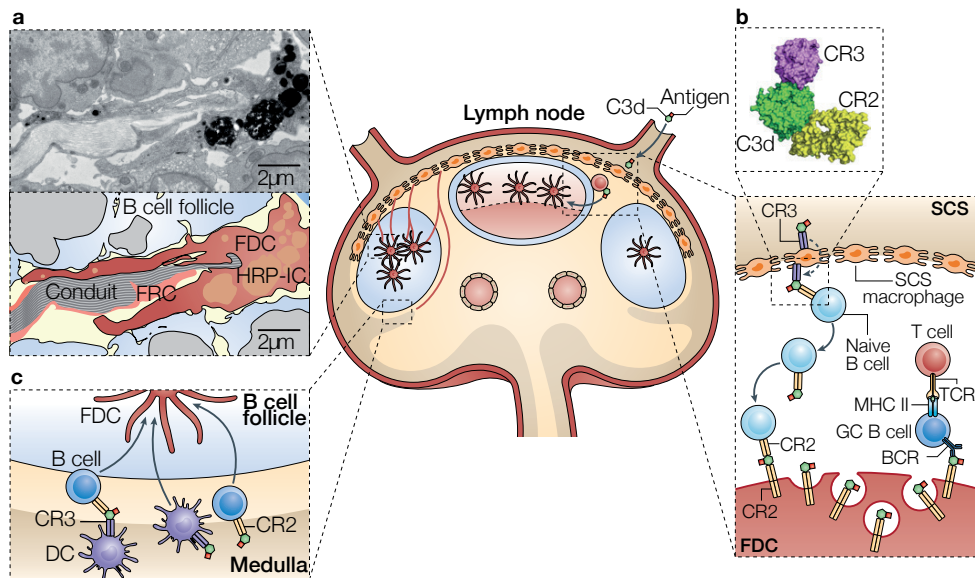 a
2μm
B cell follicle
FDC
HRP-IC
Conduit
FRC
2μm
Lymph node
C3d
Antigen
b
CR3
CR2
C3d
CR3
SCS
SCS
macrophage
Naive
B cell
T cell
TCR
MHC II
GC B cell
BCR
CR2
CR2
FDC
c
FDC
B cell
follicle
B cell
CR3
CR2
DC
Medulla